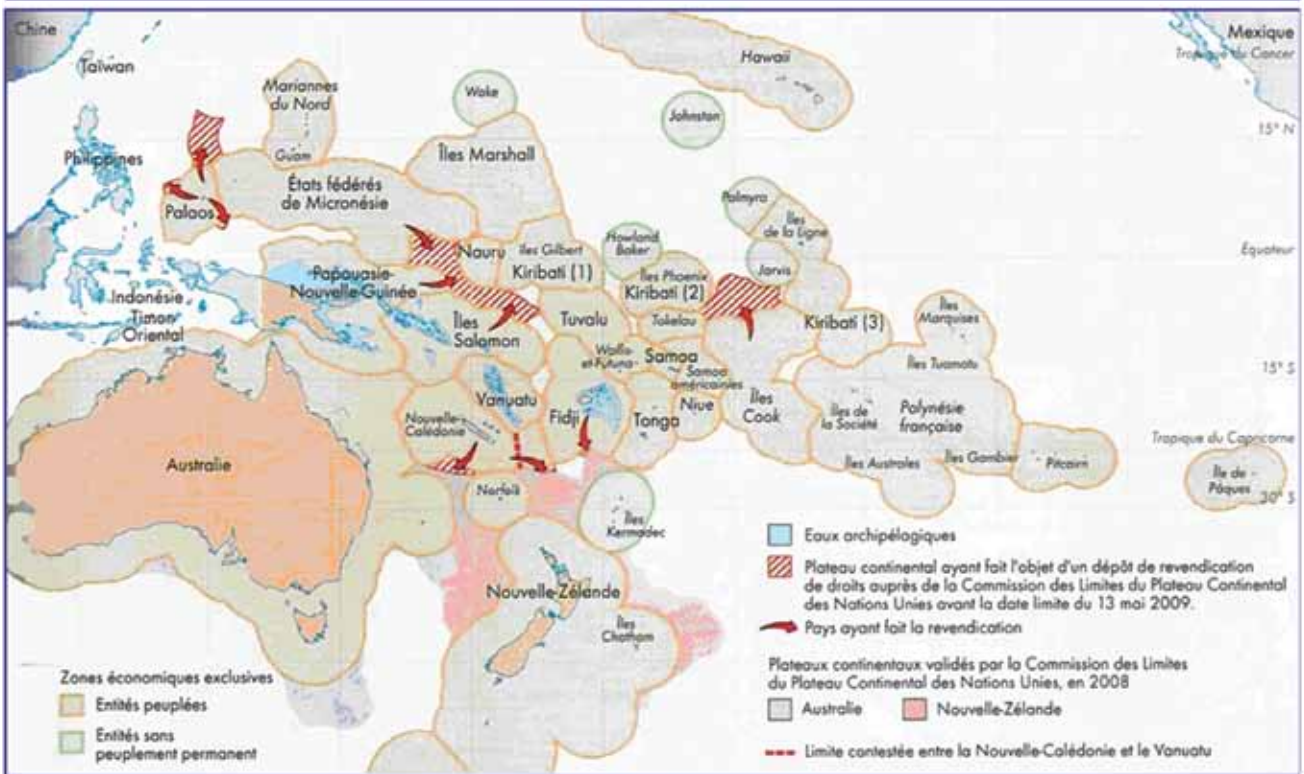 Chine
Taïwan
Philippines
Mariannes
du Nord
Guam
Wake
Johnston
Hawaii
Mexique
Tropique du Cancer
15° N
Palaos
États fédérés
de Micronésie
Îles Marshall
Palmyra
Îles
de la Ligne
Équateur
Nauru
Îles Gilbert
Kiribati (1)
Howland
Baker
Îles Phoenix
Kiribati (2)
Jarvis
Kiribati (3)
Indonésie
Timor
Oriental
Papouasie-
Nouvelle-Guinée
Îles
Salomon
Tuvalu
Tokelau
Wallis-
et-Futuna
Samoa
Samoa
américaines
Îles
Marquises
Îles Tuamotu
15° S
Australie
Nouvelle-
Calédonie
Vanuatu
Fidji
Tonga
Niue
Îles
Cook
Îles de
la Société
Polynésie
française
Îles Australes
Îles Gambier
Pitcairn
Tropique du Capricorne
Île de
Pâques
30° S
Norfolk
Îles
Kermadec
Nouvelle-Zélande
Îles
Chatham
Zones économiques exclusives
Entités peuplées
Entités sans
peuplement permanent
Eaux archipélagiques
Plateau continental ayant fait l'objet d'un dépôt de revendication
de droits auprès de la Commission des Limites du Plateau Continental
des Nations Unies avant la date limite du 13 mai 2009.
Pays ayant fait la revendication
Plateaux continentaux validés par la Commission des Limites
du Plateau Continental des Nations Unies, en 2008
Australie
Nouvelle-Zélande
Limite contestée entre la Nouvelle-Calédonie et le Vanuatu